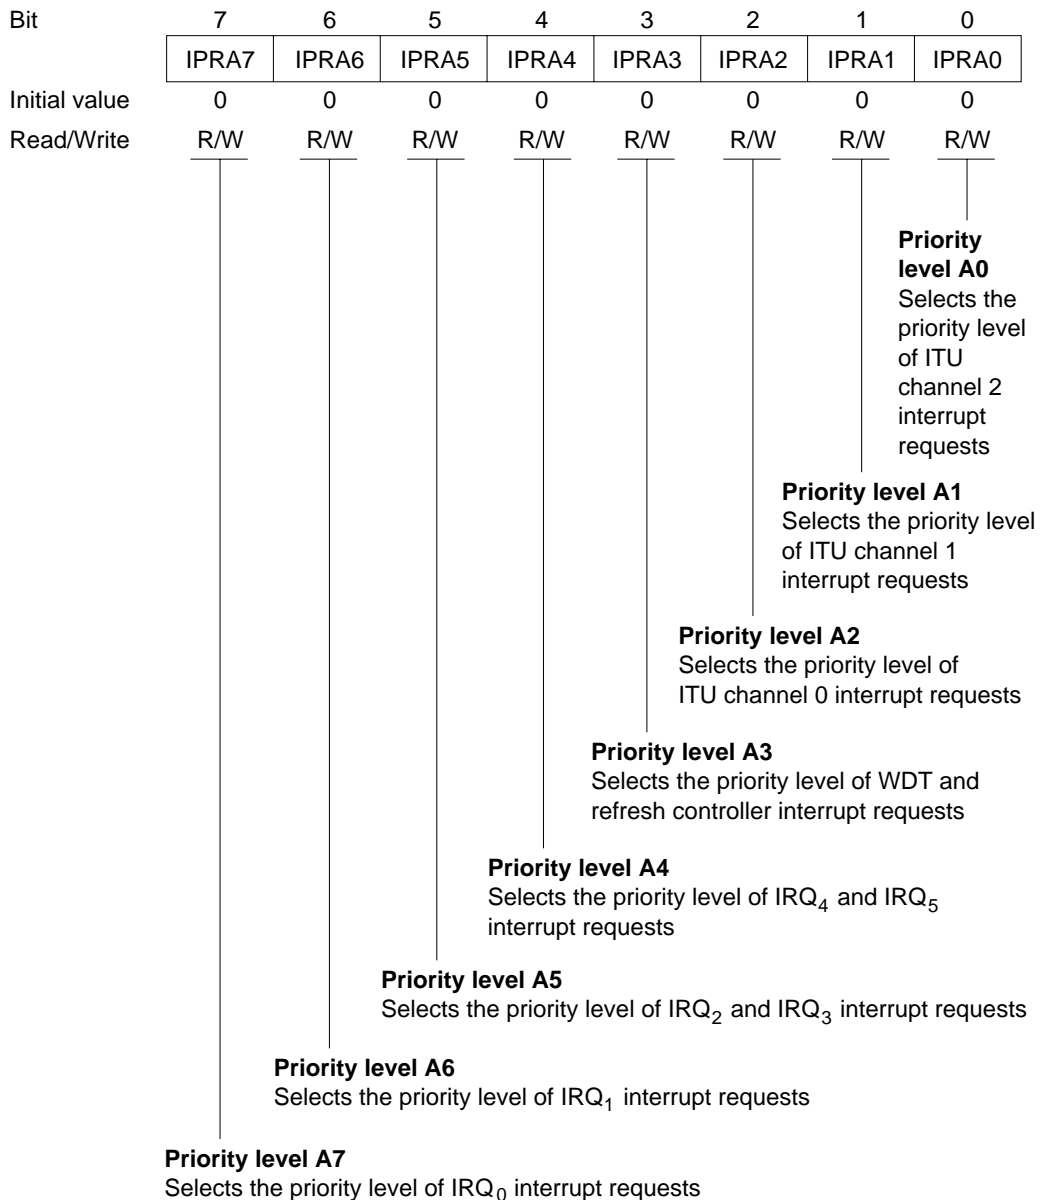 Bit 7 6 5 4 3 2 1 0
IPRA7 IPRA6 IPRA5 IPRA4 IPRA3 IPRA2 IPRA1 IPRA0
Initial value 0 0 0 0 0 0 0 0
Read/Write R/W R/W R/W R/W R/W R/W R/W R/W
Priority
level A0
Selects the
priority level
of ITU
channel 2
interrupt
requests
Priority level A1
Selects the priority level
of ITU channel 1
interrupt requests
Priority level A2
Selects the priority level of
ITU channel 0 interrupt requests
Priority level A3
Selects the priority level of WDT and
refresh controller interrupt requests
Priority level A4
Selects the priority level of IRQ4 and IRQ5
interrupt requests
Priority level A5
Selects the priority level of IRQ2 and IRQ3 interrupt requests
Priority level A6
Selects the priority level of IRQ1 interrupt requests
Priority level A7
Selects the priority level of IRQ0 interrupt requests